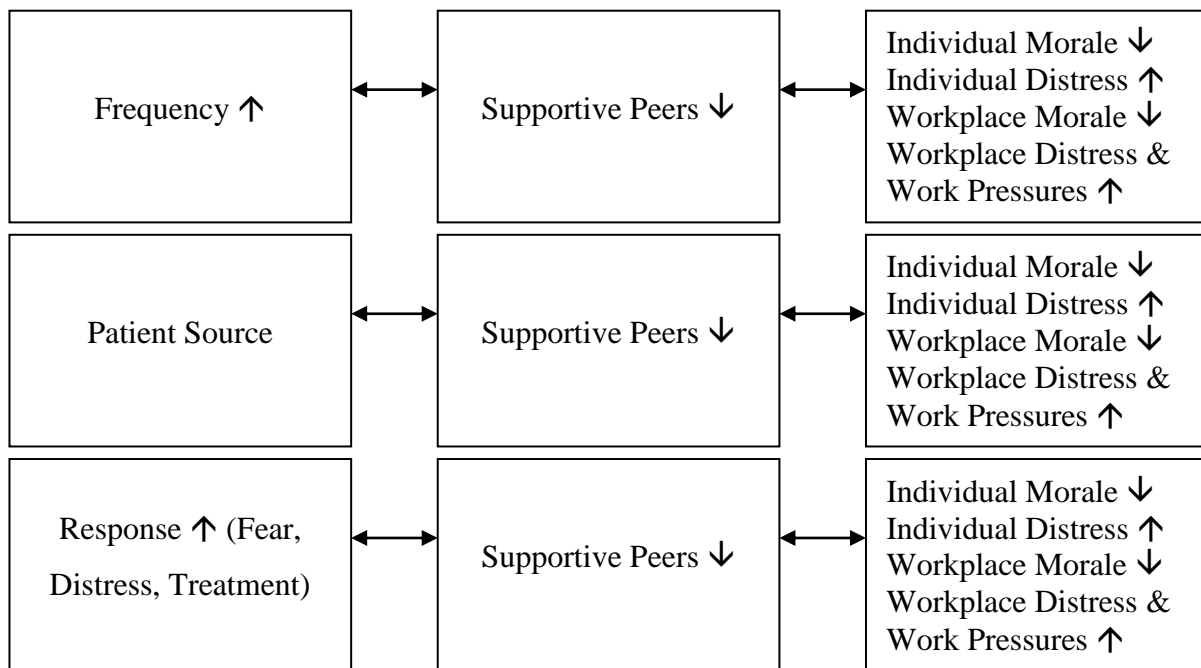 Frequency ↑
Supportive Peers ↓
Individual Morale ↓
Individual Distress ↑
Workplace Morale ↓
Workplace Distress &
Work Pressures ↑
Patient Source
Supportive Peers ↓
Individual Morale ↓
Individual Distress ↑
Workplace Morale ↓
Workplace Distress &
Work Pressures ↑
Response ↑ (Fear,
Distress, Treatment)
Supportive Peers ↓
Individual Morale ↓
Individual Distress ↑
Workplace Morale ↓
Workplace Distress &
Work Pressures ↑